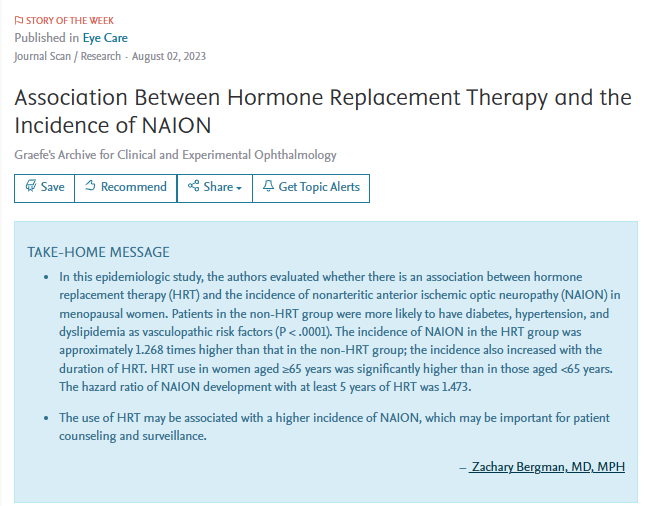 STORY OF THE WEEK
Published in Eye Care
Journal Scan / Research · August 02, 2023
Association Between Hormone Replacement Therapy and the
Incidence of NAION
Graefe's Archive for Clinical and Experimental Ophthalmology
Save Recommend Share Get Topic Alerts
TAKE-HOME MESSAGE
• In this epidemiologic study, the authors evaluated whether there is an association between hormone
replacement therapy (HRT) and the incidence of nonarteritic anterior ischemic optic neuropathy (NAION) in
menopausal women. Patients in the non-HRT group were more likely to have diabetes, hypertension, and
dyslipidemia as vasculopathic risk factors (P < .0001). The incidence of NAION in the HRT group was
approximately 1.268 times higher than that in the non-HRT group; the incidence also increased with the
duration of HRT. HRT use in women aged ≥65 years was significantly higher than in those aged <65 years.
The hazard ratio of NAION development with at least 5 years of HRT was 1.473.
• The use of HRT may be associated with a higher incidence of NAION, which may be important for patient
counseling and surveillance.
– Zachary Bergman, MD, MPH